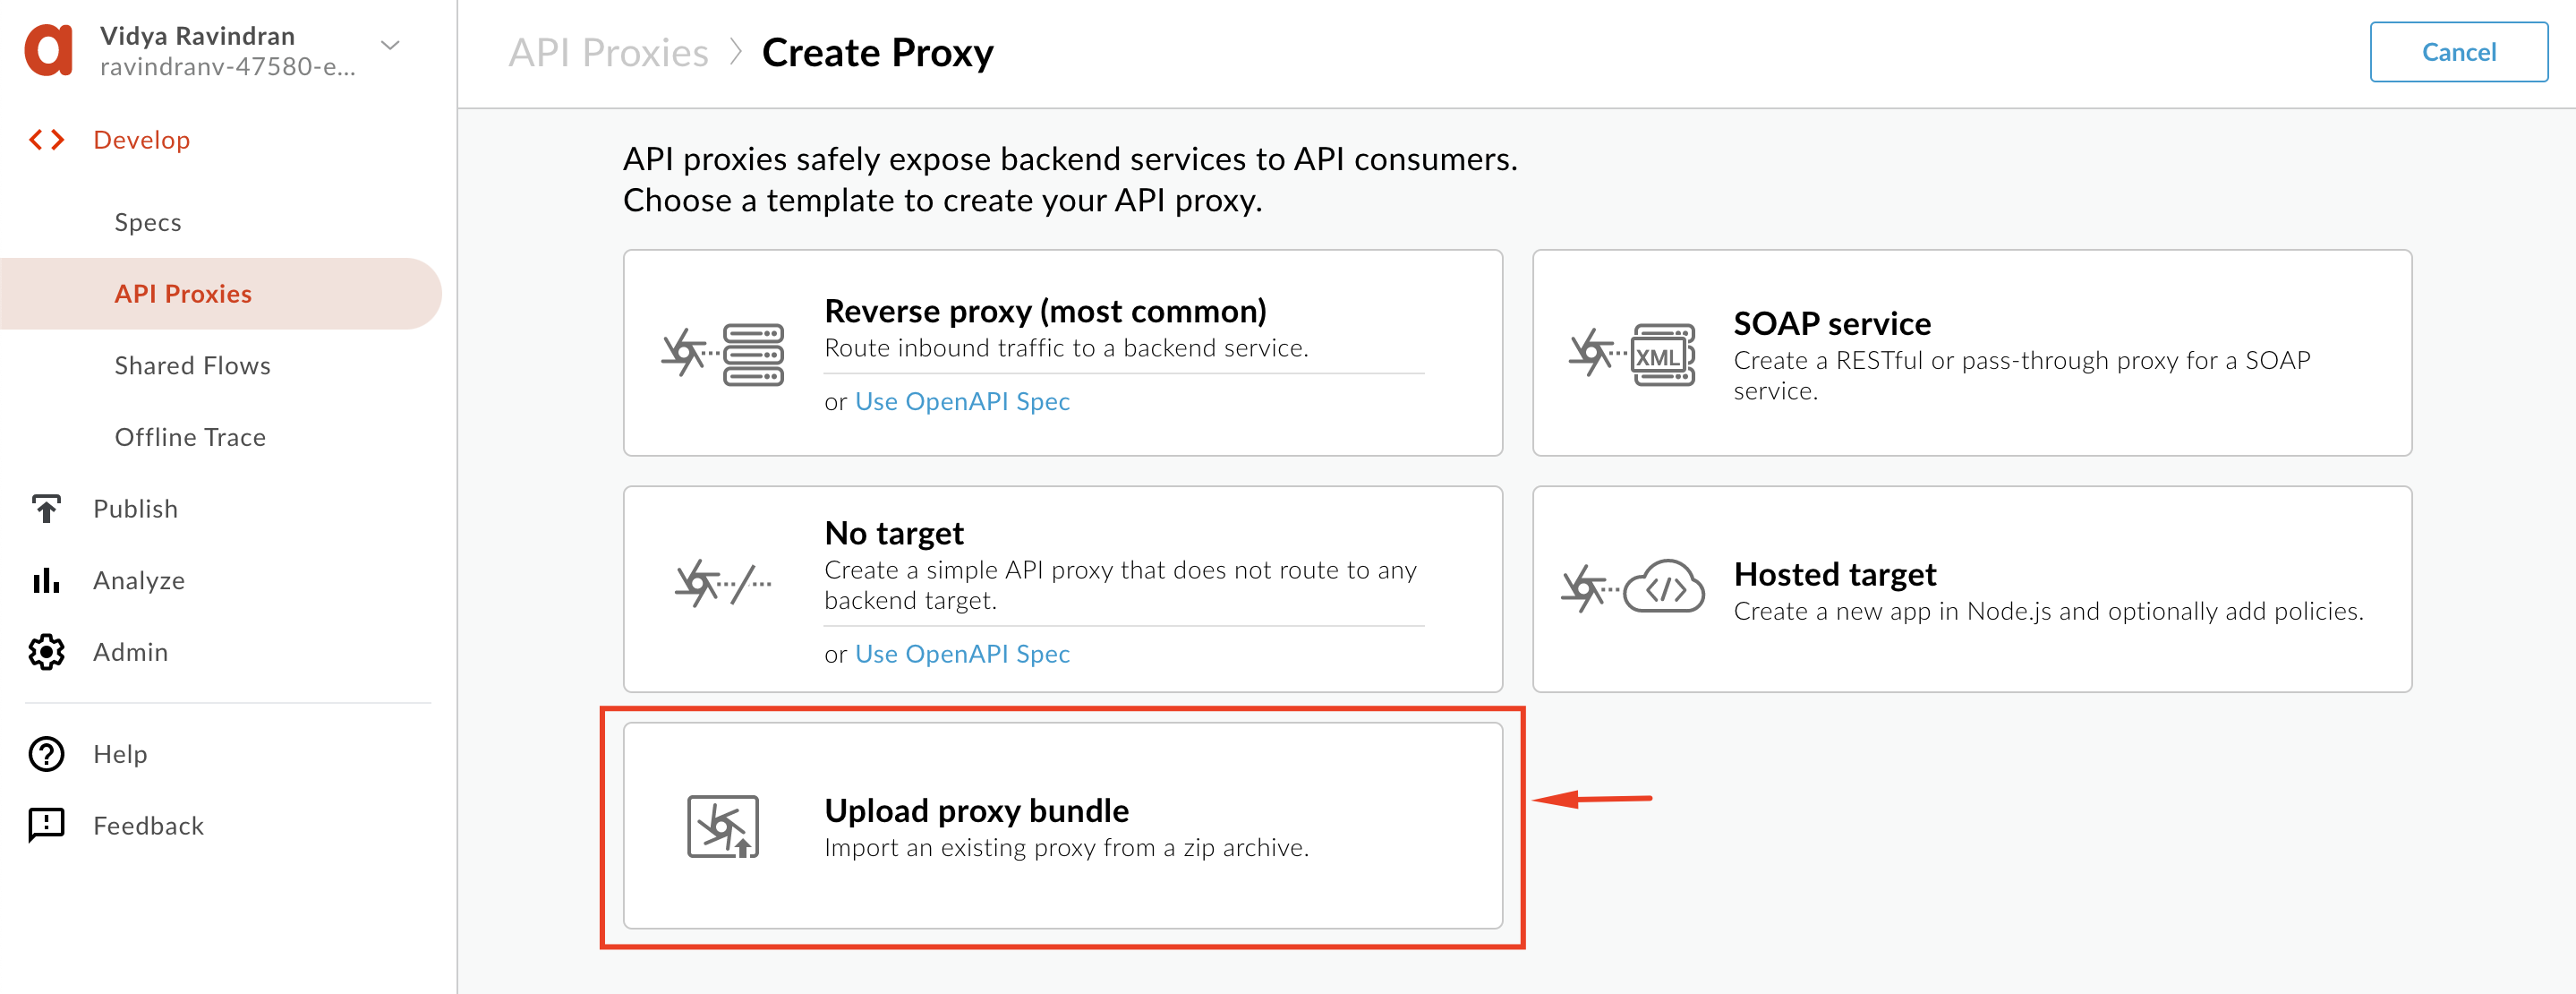 Vidya Ravindran
ravindranv-47580-e...
Develop
Specs
API Proxies
Shared Flows
Offline Trace
Publish
Analyze
Admin
Help
Feedback
API Proxies > Create Proxy
Cancel
API proxies safely expose backend services to API consumers.
Choose a template to create your API proxy.
Reverse proxy (most common)
Route inbound traffic to a backend service.
or Use OpenAPI Spec
XML
SOAP service
Create a RESTful or pass-through proxy for a SOAP
service.
No target
Create a simple API proxy that does not route to any
backend target.
or Use OpenAPI Spec
Hosted target
Create a new app in Node.js and optionally add policies.
Upload proxy bundle
Import an existing proxy from a zip archive.